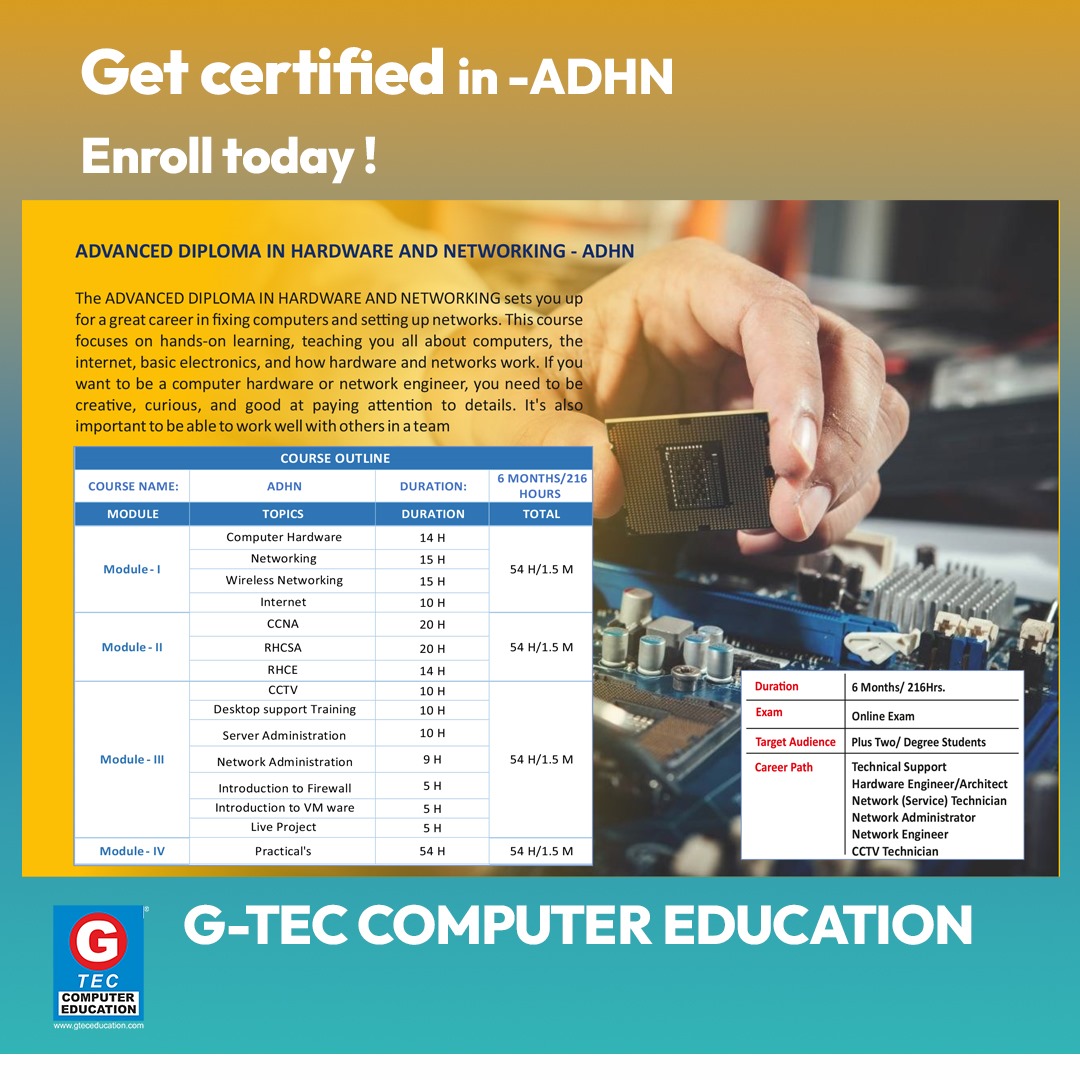 Get certified in -ADHN
Enroll today !
ADVANCED DIPLOMA IN HARDWARE AND NETWORKING - ADHN
The ADVANCED DIPLOMA IN HARDWARE AND NETWORKING sets you up
for a great career in fixing computers and setting up networks. This course
focuses on hands-on learning, teaching you all about computers, the
internet, basic electronics, and how hardware and networks work. If you
want to be a computer hardware or network engineer, you need to be
creative, curious, and good at paying attention to details. It's also
important to be able to work well with others in a team
COURSE OUTLINE
COURSE NAME: ADHN DURATION: 6 MONTHS/216 HOURS
MODULE TOPICS DURATION TOTAL
Module - I
Computer Hardware 14 H
Networking 15 H
Wireless Networking 15 H
Internet 10 H
54 H/1.5 M
Module - II
CCNA 20 H
RHCSA 20 H
RHCE 14 H
54 H/1.5 M
Module - III
CCTV 10 H
Desktop support Training 10 H
Server Administration 10 H
Network Administration 9 H
Introduction to Firewall 5 H
Introduction to VM ware 5 H
Live Project 5 H
54 H/1.5 M
Module - IV Practical's 54 H 54 H/1.5 M
Duration 6 Months/ 216Hrs.
Exam Online Exam
Target Audience Plus Two/ Degree Students
Career Path Technical Support
Hardware Engineer/Architect
Network (Service) Technician
Network Administrator
Network Engineer
CCTV Technician
G-TEC COMPUTER EDUCATION
G
®
TEC
COMPUTER
EDUCATION
www.gteceducation.com